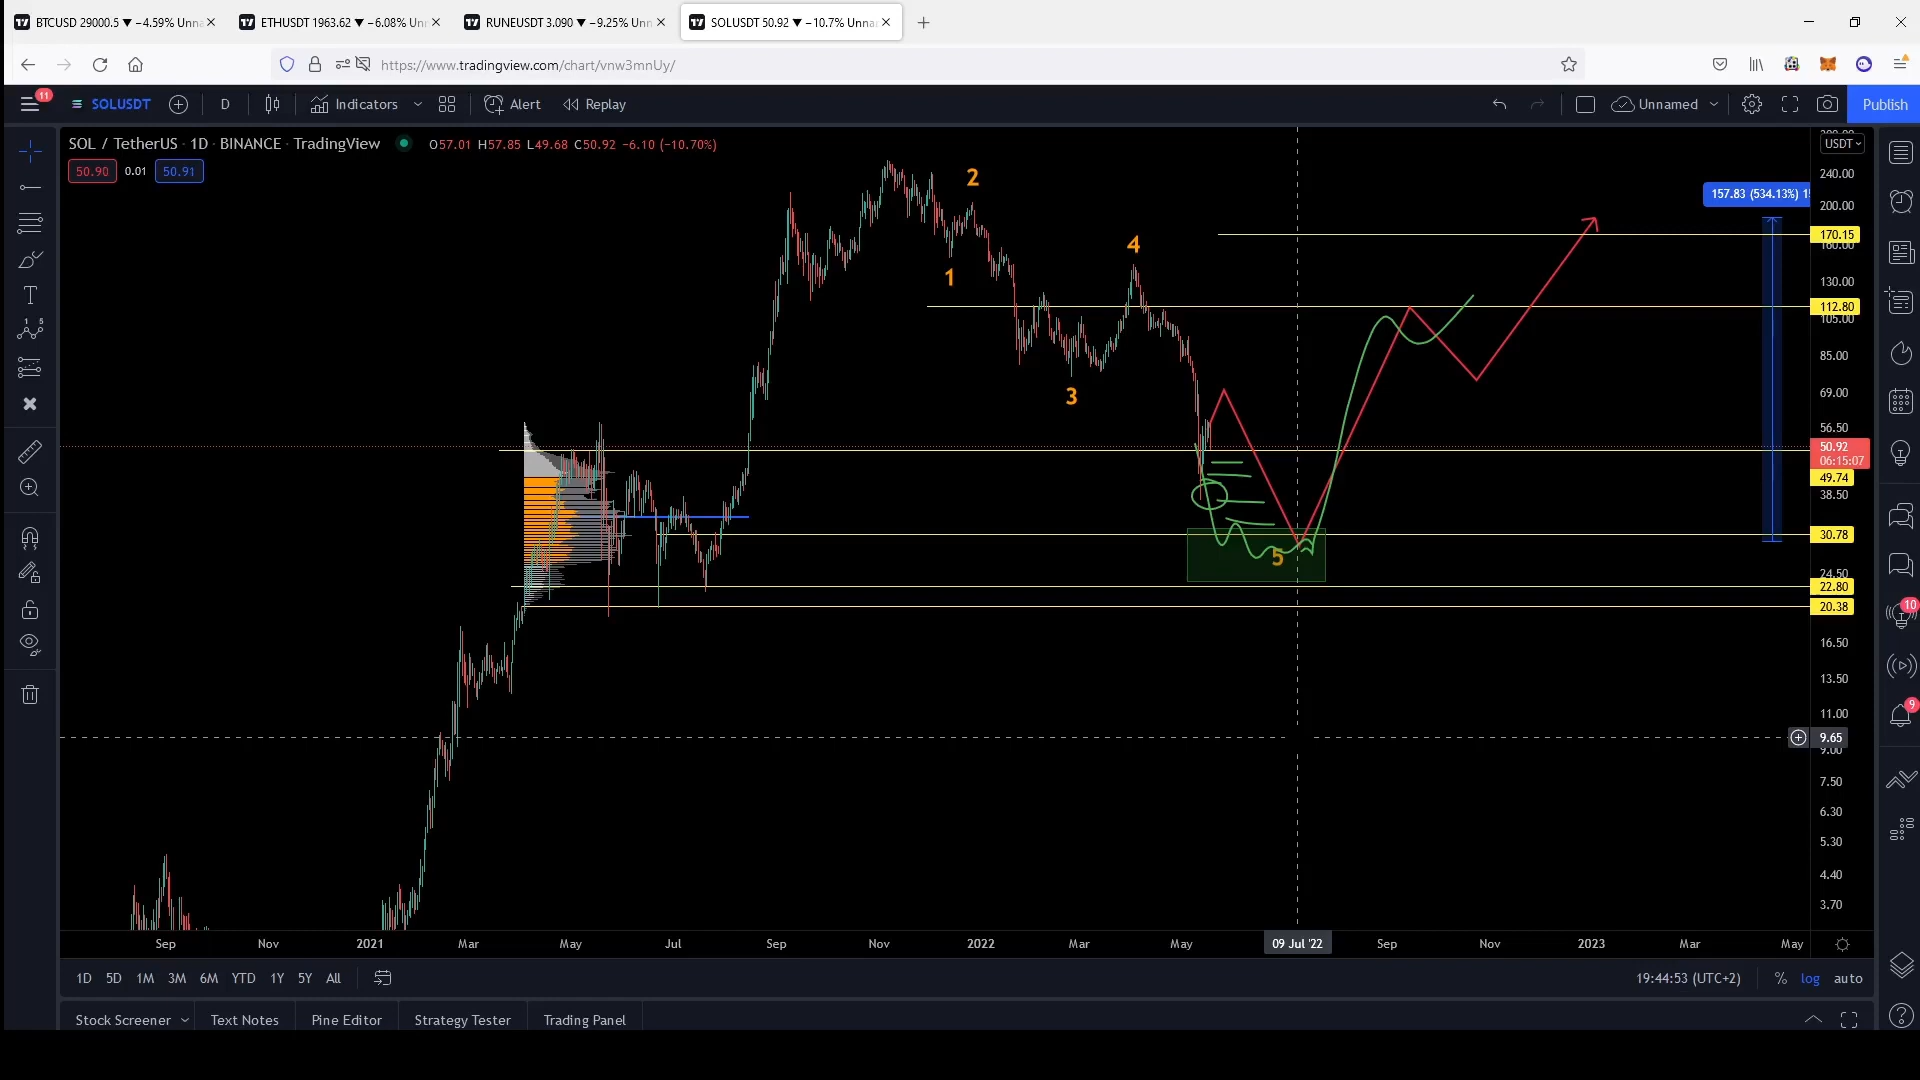 BTCUSD 29000.5 ▼ −4.59% Unna
ETHUSDT 1963.62 ▼ −6.08% Un
RUNEUSDT 3.090 ▼ −9.25% Unn
SOLUSDT 50.92 ▼ −10.7% Unna
https://www.tradingview.com/chart/vnw3mnUy/
11
SOLUSDT
D
Indicators
Alert
Replay
Unnamed
Publish
SOL / TetherUS · 1D · BINANCE · TradingView
O57.01 H57.85 L49.68 C50.92 −6.10 (−10.70%)
50.90
0.01
50.91
USDT
240.00
157.83 (534.13%) 1
200.00
170.15
160.00
130.00
112.80
105.00
85.00
69.00
56.50
50.92
06:15:07
49.74
38.50
30.78
24.50
22.80
20.38
16.50
13.50
11.00
9.65
9.00
7.50
6.30
5.30
4.40
3.70
1
2
3
4
5
10
9
Sep
Nov
2021
Mar
May
Jul
Sep
Nov
2022
Mar
May
09 Jul '22
Sep
Nov
2023
Mar
May
1D 5D 1M 3M 6M YTD 1Y 5Y All
19:44:53 (UTC+2)
% log auto
Stock Screener
Text Notes
Pine Editor
Strategy Tester
Trading Panel